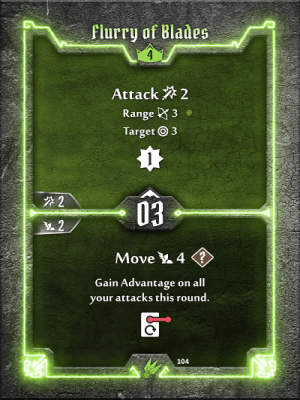 Flurry of Blades
4
Attack 2
Range 3
Target 3
1
2
2
03
Move 4 ?
Gain Advantage on all
your attacks this round.
104